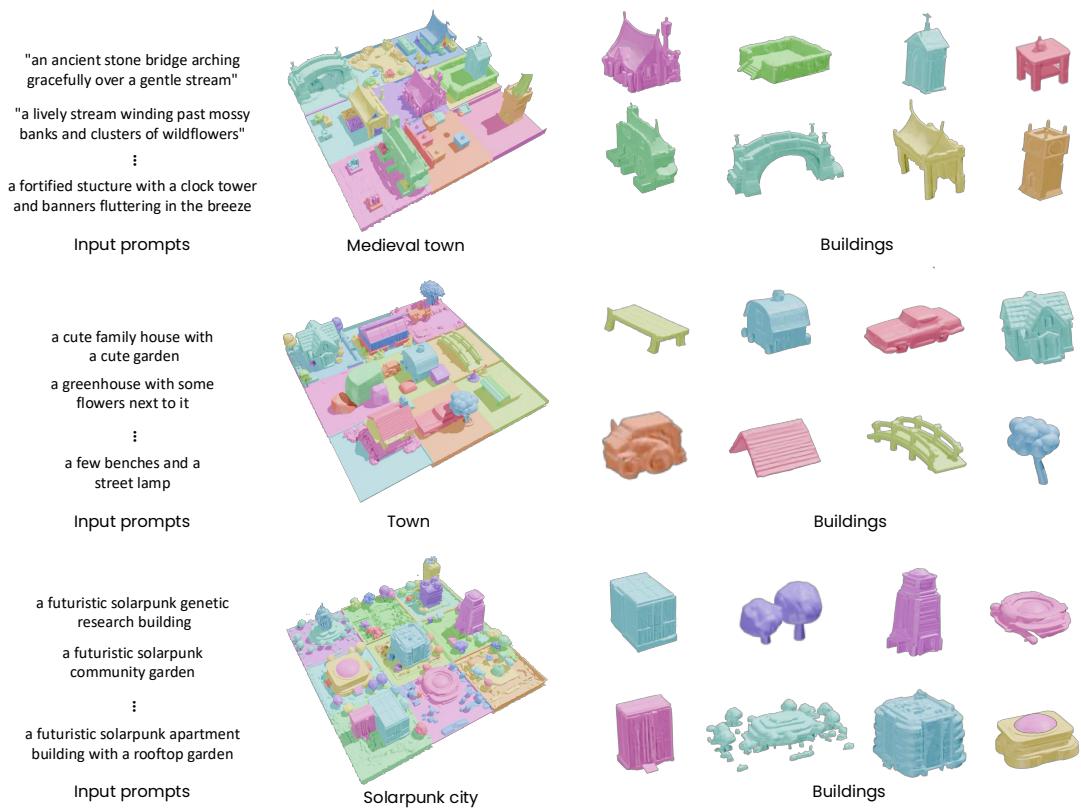 "an ancient stone bridge arching
gracefully over a gentle stream"
"a lively stream winding past mossy
banks and clusters of wildflowers"
⋮
a fortified stucture with a clock tower
and banners fluttering in the breeze
Input prompts
Medieval town
Buildings
a cute family house with
a cute garden
a greenhouse with some
flowers next to it
⋮
a few benches and a
street lamp
Input prompts
Town
Buildings
a futuristic solarpunk genetic
research building
a futuristic solarpunk
community garden
⋮
a futuristic solarpunk apartment
building with a rooftop garden
Input prompts
Solarpunk city
Buildings